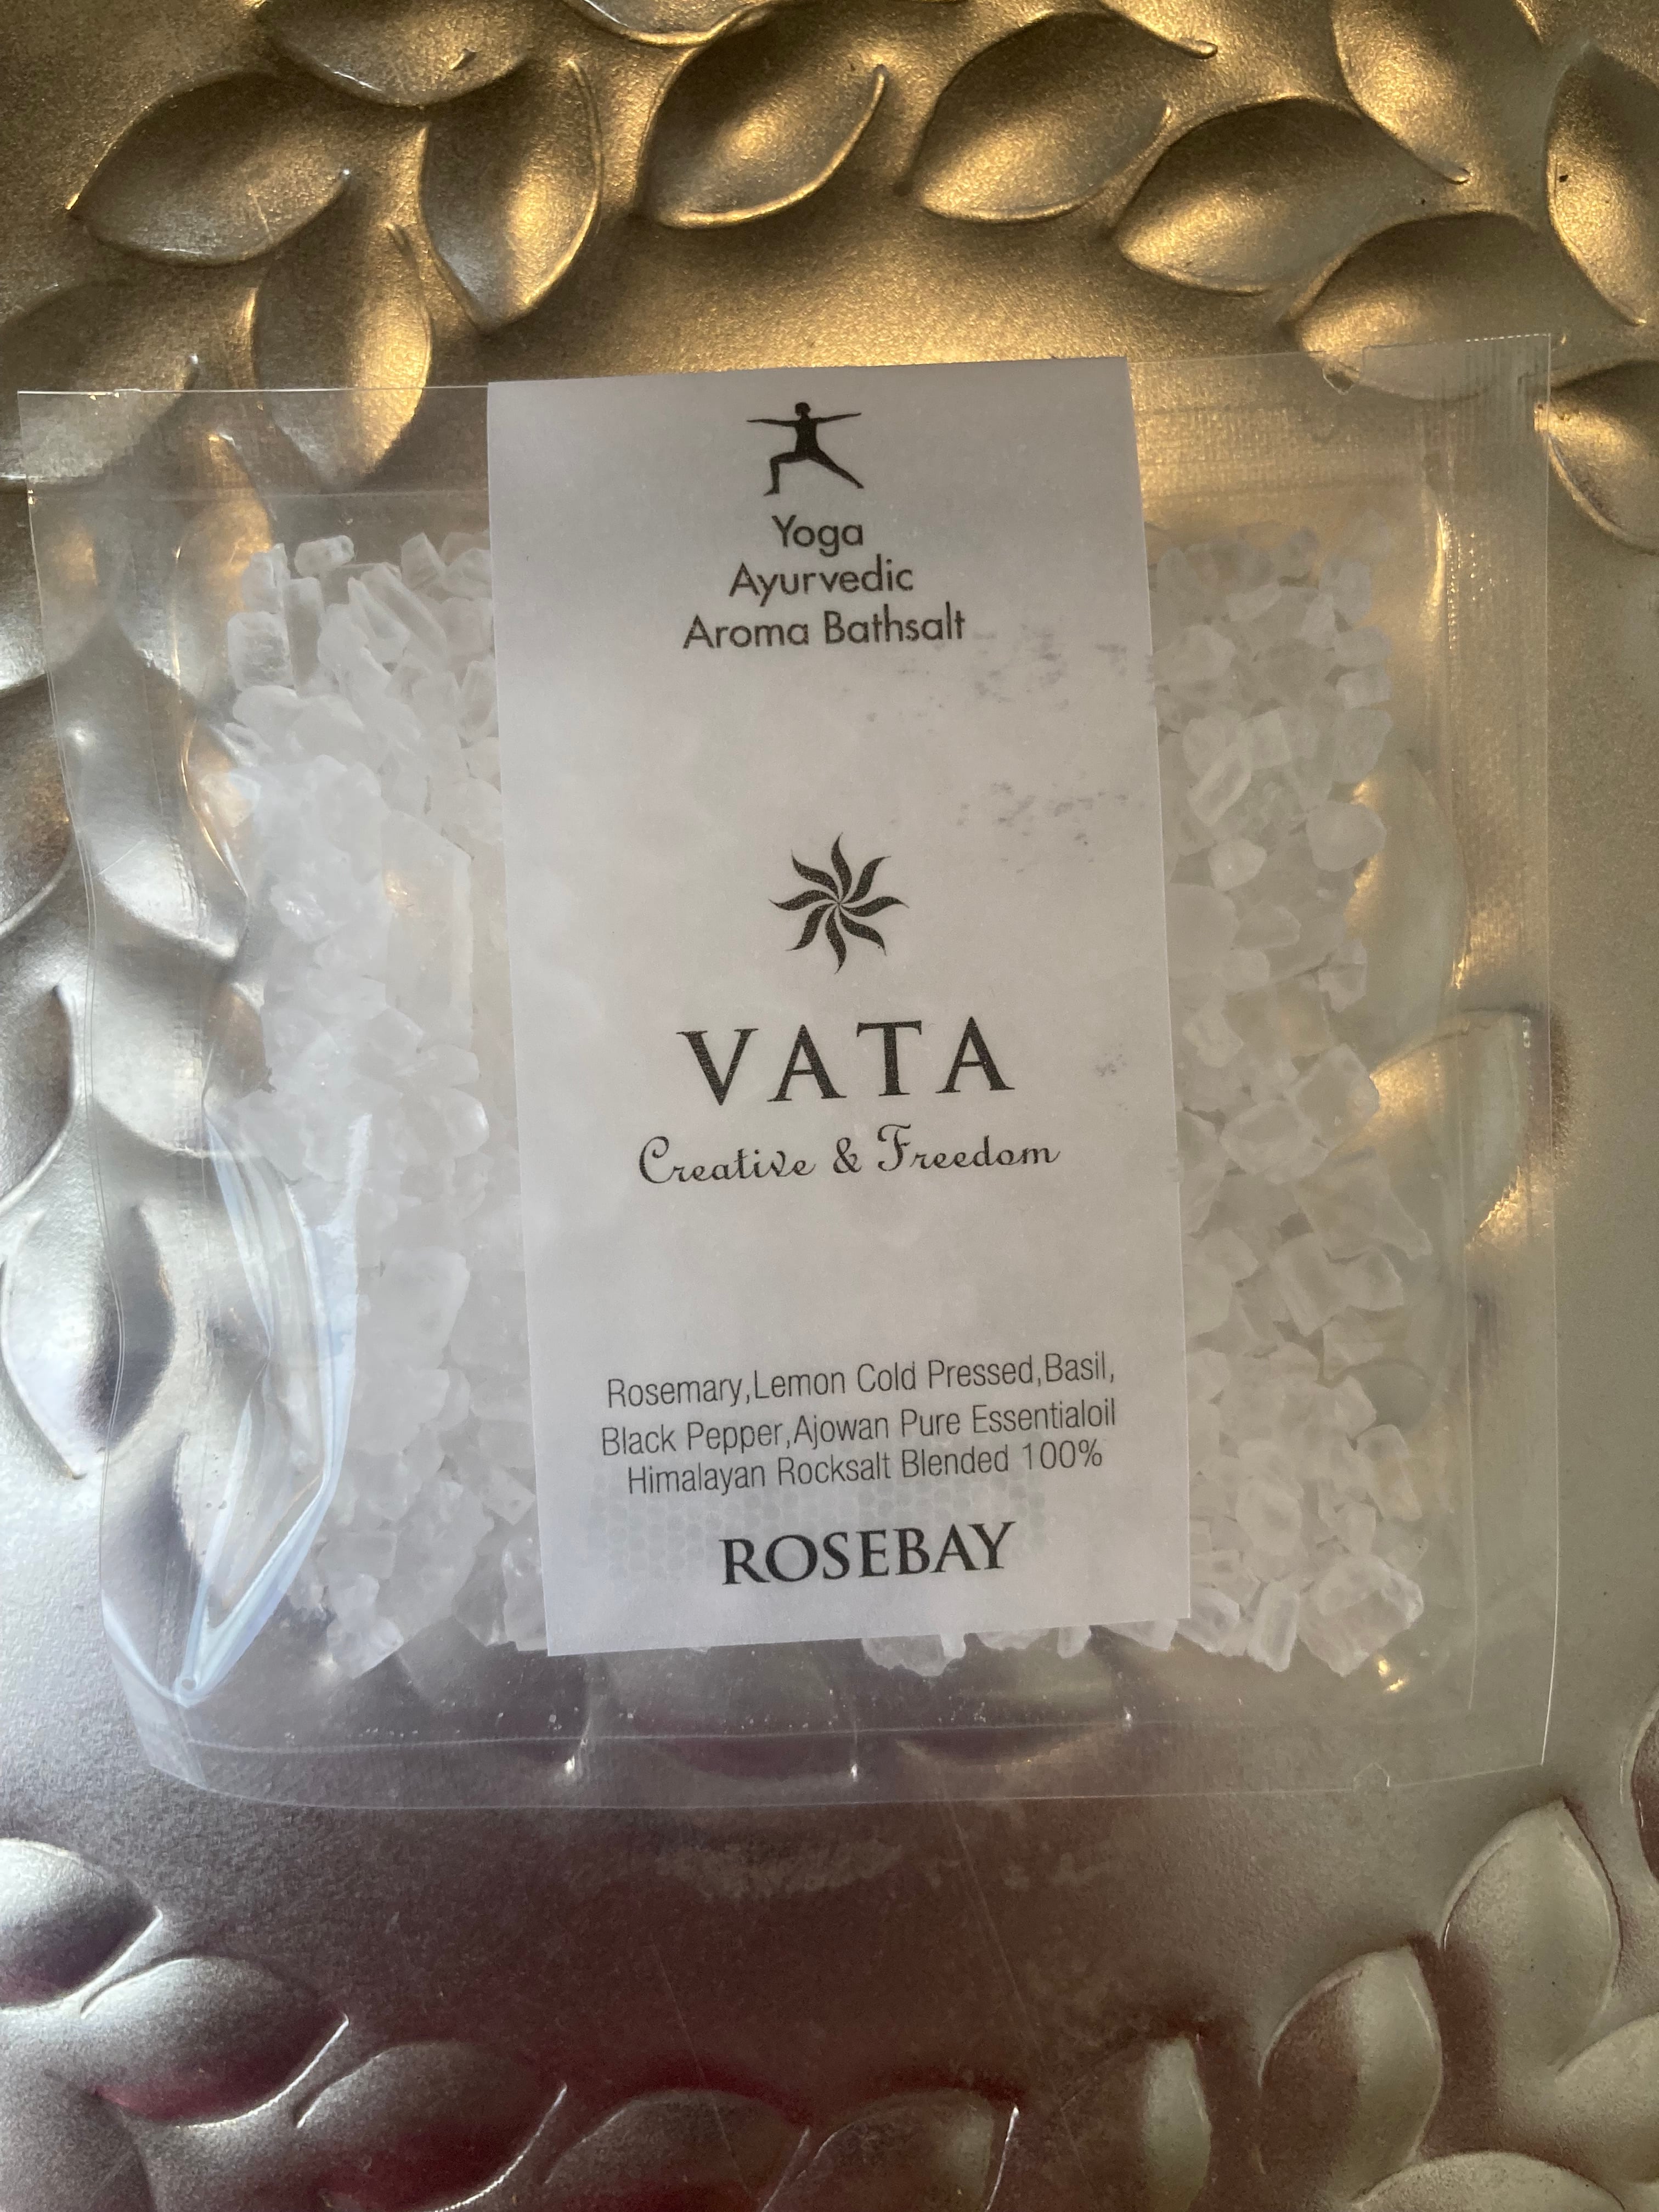 Yoga
Ayurvedic
Aroma Bathsalt
VATA
Creative & Freedom
Rosemary,Lemon Cold Pressed,Basil,
Black Pepper,Ajowan Pure Essentialoil
Himalayan Rocksalt Blended 100%
ROSEBAY